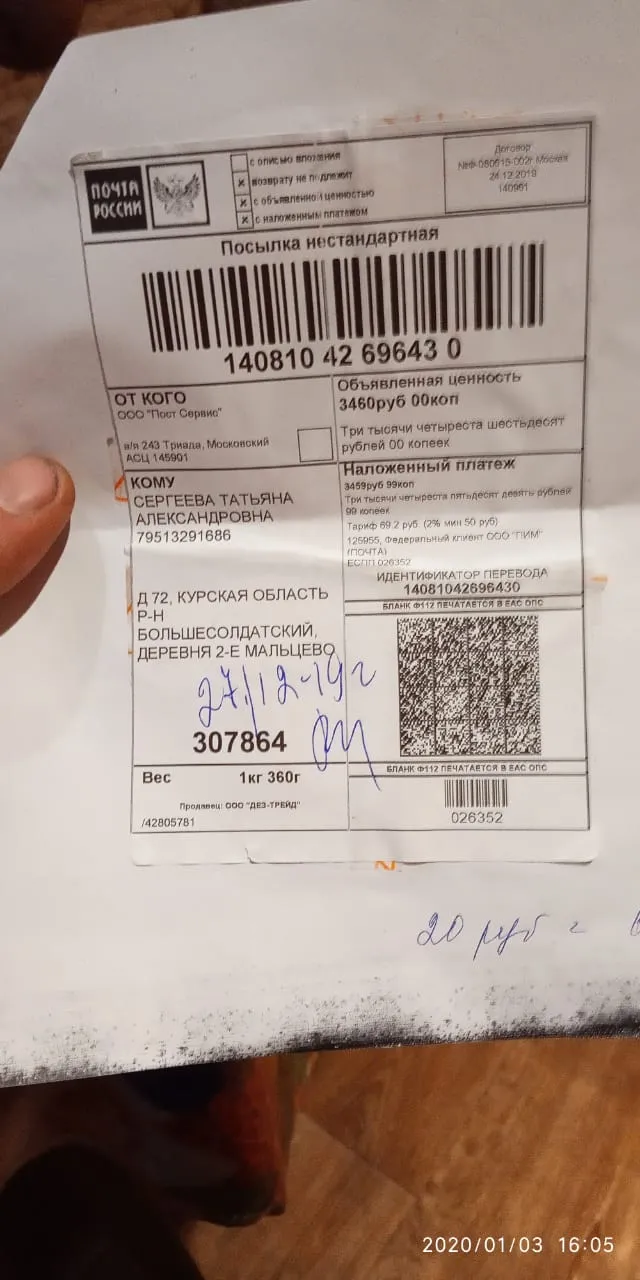 ПОЧТА
РОССИИ
с описью вложения
x возврату не подлежит
x с объявленной ценностью
x с наложенным платежом
Договор
Москва
24.12.2019
140961
Посылка нестандартная
140810 42 69643 0
ОТ КОГО
ООО "Пост Сервис"
а/я 243 Триада, Московский
АСЦ 145901
Объявленная ценность
3460руб 00коп
Три тысячи четыреста шестьдесят
рублей 00 копеек
КОМУ
СЕРГЕЕВА ТАТЬЯНА
АЛЕКСАНДРОВНА
79513291686
Д 72, КУРСКАЯ ОБЛАСТЬ
Р-Н
БОЛЬШЕСОЛДАТСКИЙ,
ДЕРЕВНЯ 2-Е МАЛЬЦЕВО
27/12-19г
307864
Наложенный платеж
3459руб 99коп
Три тысячи четыреста пятьдесят девять рублей
99 копеек
Тариф 69.2 руб. (2% мин 50 руб)
125955, Федеральный клиент ООО "ПИМ"
(ПОЧТА)
ЕСПП 026352
ИДЕНТИФИКАТОР ПЕРЕВОДА
14081042696430
БЛАНК Ф112 ПЕЧАТАЕТСЯ В ЕАС ОПС
БЛАНК Ф112 ПЕЧАТАЕТСЯ В ЕАС ОПС
026352
Вес 1кг 360г
Продавец: ООО "ДЕЗ-ТРЕЙД"
/42805781
20 руб
2020/01/03 16:05